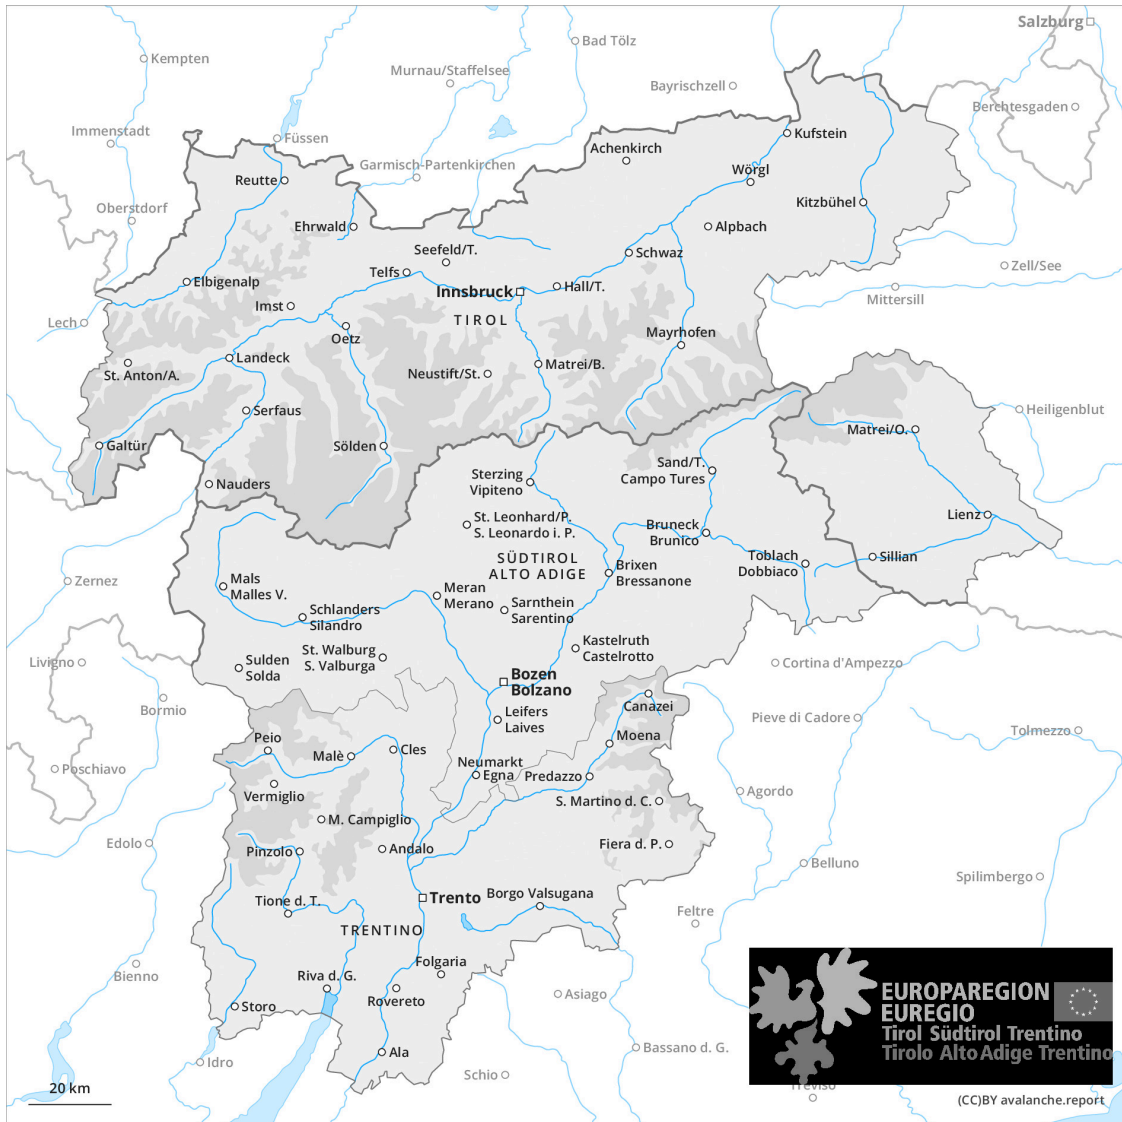 Salzburg
Bad Tölz
Kempten
Murnau/Staffelsee
Bayrischzell
Berchtesgaden
Immenstadt
Füssen
Kufstein
Achenkirch
Garmisch-Partenkirchen
Wörgl
Reutte
Kitzbühel
Oberstdorf
Ehrwald
Alpbach
Seefeld/T.
Schwaz
Telfs
Zell/See
Elbigenalp
Innsbruck
Hall/T.
Mittersill
Imst
Lech
TIROL
Oetz
Mayrhofen
Landeck
Matrei/B.
St. Anton/A.
Neustift/St.
Serfaus
Heiligenblut
Matrei/O.
Galtür
Sölden
Sand/T.
Campo Tures
Sterzing
Vipiteno
Nauders
St. Leonhard/P.
S. Leonardo i. P.
Lienz
Bruneck
Brunico
SÜDTIROL
ALTO ADIGE
Toblach
Dobbiaco
Sillian
Brixen
Bressanone
Zernez
Mals
Malles V.
Meran
Merano
Sarnthein
Sarentino
Schlanders
Silandro
Kastelruth
Castelrotto
St. Walburg
S. Valburga
Livigno
Sulden
Solda
Cortina d'Ampezzo
Bozen
Bolzano
Canazei
Bormio
Leifers
Laives
Pieve di Cadore
Tolmezzo
Moena
Peio
Malè
Cles
Neumarkt
Egna
Predazzo
Poschiavo
Vermiglio
Agordo
S. Martino d. C.
M. Campiglio
Edolo
Fiera d. P.
Pinzolo
Andalo
Belluno
Spilimbergo
Borgo Valsugana
Trento
Tione d. T.
Feltre
TRENTINO
Folgaria
Bienno
Riva d. G.
Rovereto
Asiago
Storo
EUROPAREGION
EUREGIO
Tirol Südtirol Trentino
Tirolo Alto Adige Trentino
Ala
Bassano d. G.
Idro
Schio
Treviso
20 km
(CC)BY avalanche.report